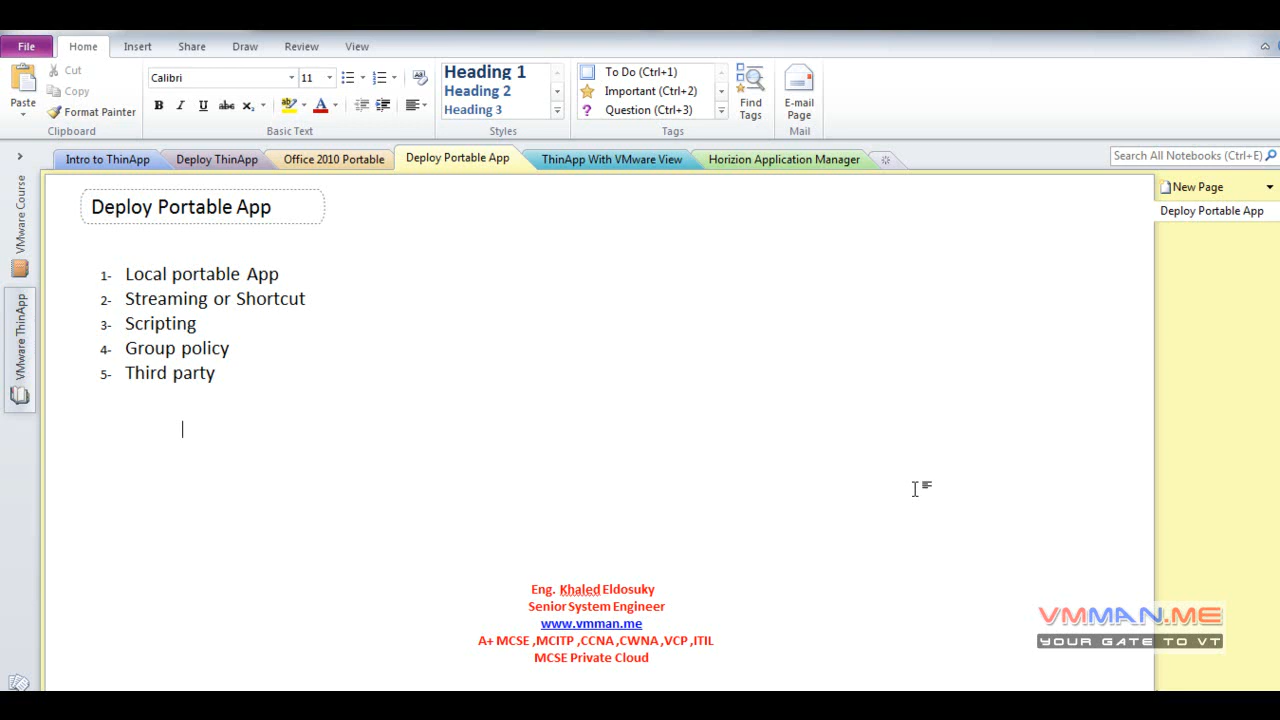 File Home Insert Share Draw Review View
Cut
Copy
Format Painter
Paste
Clipboard
Calibri 11
B I U abc x₂ A
Basic Text
Heading 1
Heading 2
Heading 3
Styles
To Do (Ctrl+1)
Important (Ctrl+2)
Question (Ctrl+3)
Tags
Find
Tags
E-mail
Page
Mail
Intro to ThinApp Deploy ThinApp Office 2010 Portable Deploy Portable App ThinApp With VMware View Horizion Application Manager
Search All Notebooks (Ctrl+E)
New Page
Deploy Portable App
VMware Course
VMware ThinApp
Deploy Portable App
1- Local portable App
2- Streaming or Shortcut
3- Scripting
4- Group policy
5- Third party
Eng. Khaled Eldosuky
Senior System Engineer
www.vmman.me
A+ MCSE ,MCITP ,CCNA ,CWNA ,VCP ,ITIL
MCSE Private Cloud
VMMAN.ME
YOUR GATE TO VT